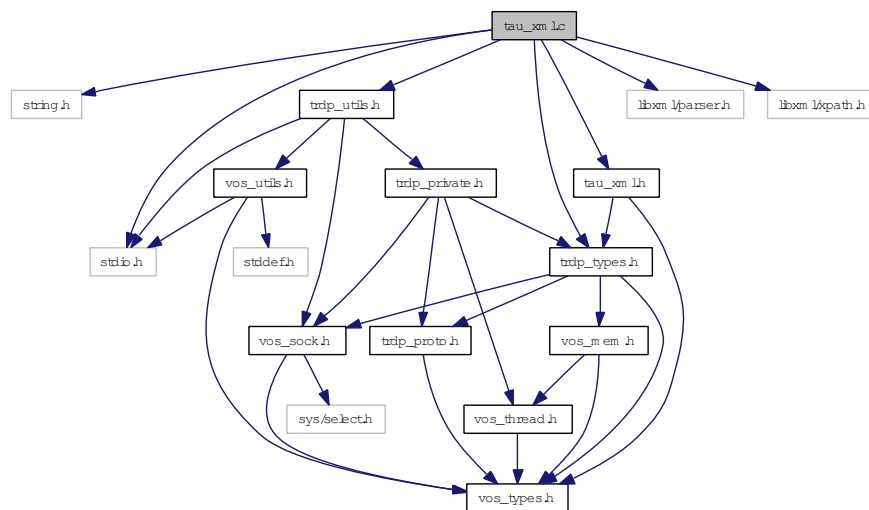 tau_xml.c
string.h
trdp_utils.h
libxml/parser.h
libxml/xpath.h
vos_utils.h
trdp_private.h
tau_xml.h
stdio.h
stddef.h
trdp_types.h
vos_sock.h
trdp_proto.h
vos_mem.h
sys/select.h
vos_thread.h
vos_types.h